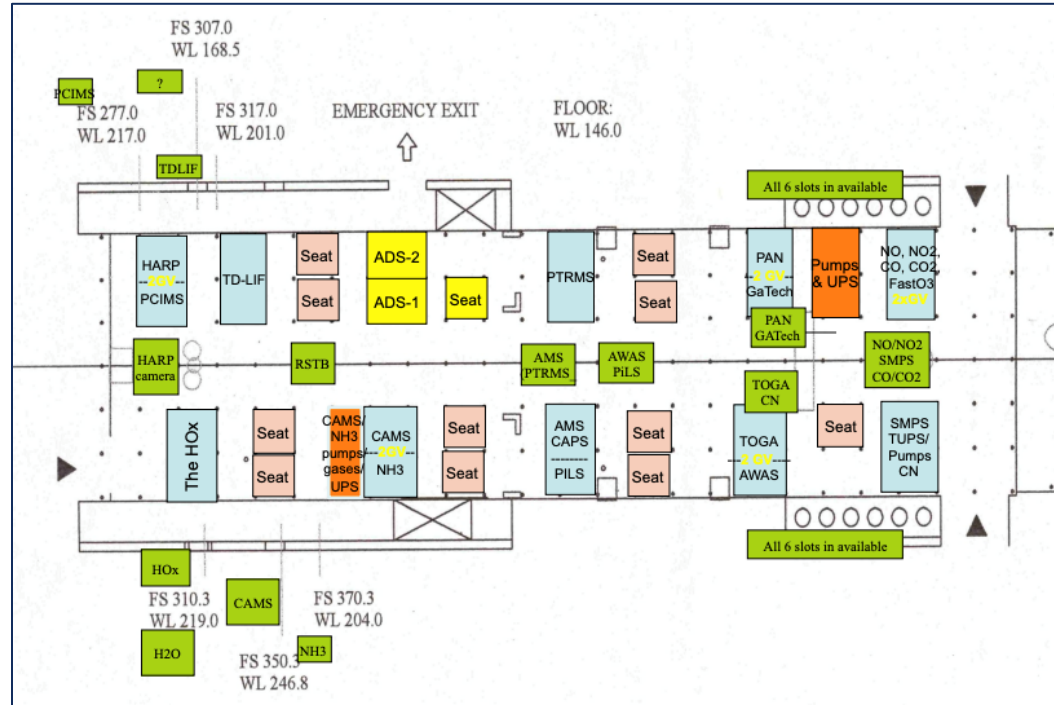 FS 307.0
WL 168.5
PCIMS
?
FS 277.0
WL 217.0
FS 317.0
WL 201.0
EMERGENCY EXIT
FLOOR:
WL 146.0
TDLIF
All 6 slots in available
HARP
--2GV--
PCIMS
TD-LIF
Seat
Seat
ADS-2
ADS-1
Seat
PTRMS
Seat
Seat
PAN
-2 GV-
GaTech
Pumps
& UPS
NO, NO2,
CO, CO2,
FastO3
2xGV
PAN
GATech
HARP
camera
RSTB
AMS
(PTRMS
AWAS
PiLS
NO/NO2
SMPS
CO/CO2
TOGA
CN
The HOx
Seat
Seat
CAMS/
NH3
pumps/
gases/
UPS
CAMS
--2GV--
NH3
Seat
Seat
AMS
CAPS
--------
PILS
Seat
Seat
TOGA
-2 GV-
AWAS
Seat
SMPS
TUPS/
Pumps
CN
All 6 slots in available
HOx
FS 310.3
WL 219.0
CAMS
FS 370.3
WL 204.0
H2O
NH3
FS 350.3
WL 246.8